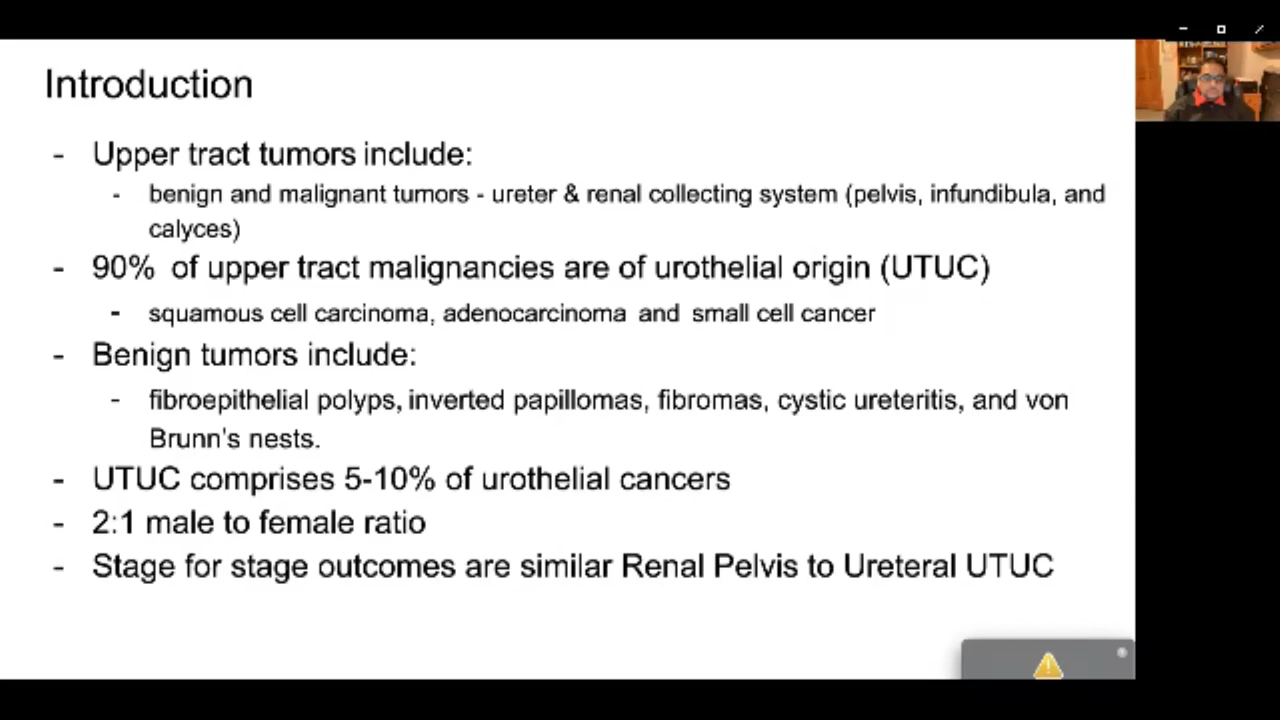 Introduction
- Upper tract tumors include:
- benign and malignant tumors - ureter & renal collecting system (pelvis, infundibula, and
calyces)
- 90% of upper tract malignancies are of urothelial origin (UTUC)
- squamous cell carcinoma, adenocarcinoma and small cell cancer
- Benign tumors include:
- fibroepithelial polyps, inverted papillomas, fibromas, cystic ureteritis, and von
Brunn's nests.
- UTUC comprises 5-10% of urothelial cancers
- 2:1 male to female ratio
- Stage for stage outcomes are similar Renal Pelvis to Ureteral UTUC